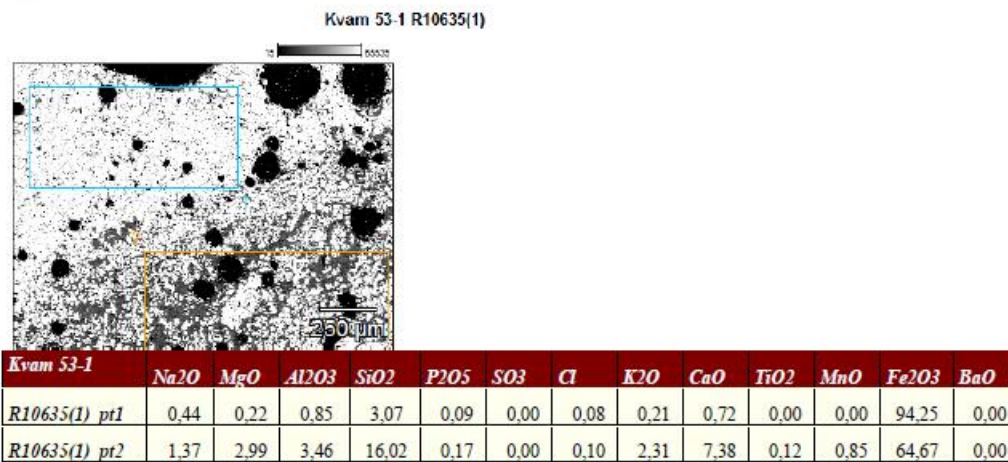 Kvam 53-1 R10635(1)
250 µm
Kvam 53-1 Na2O MgO Al2O3 SiO2 P2O5 SO3 Cl K2O CaO TiO2 MnO Fe2O3 BaO
R10635(1) pt1 0,44 0,22 0,85 3,07 0,09 0,00 0,08 0,21 0,72 0,00 0,00 94,25 0,00
R10635(1) pt2 1,37 2,99 3,46 16,02 0,17 0,00 0,10 2,31 7,38 0,12 0,85 64,67 0,00